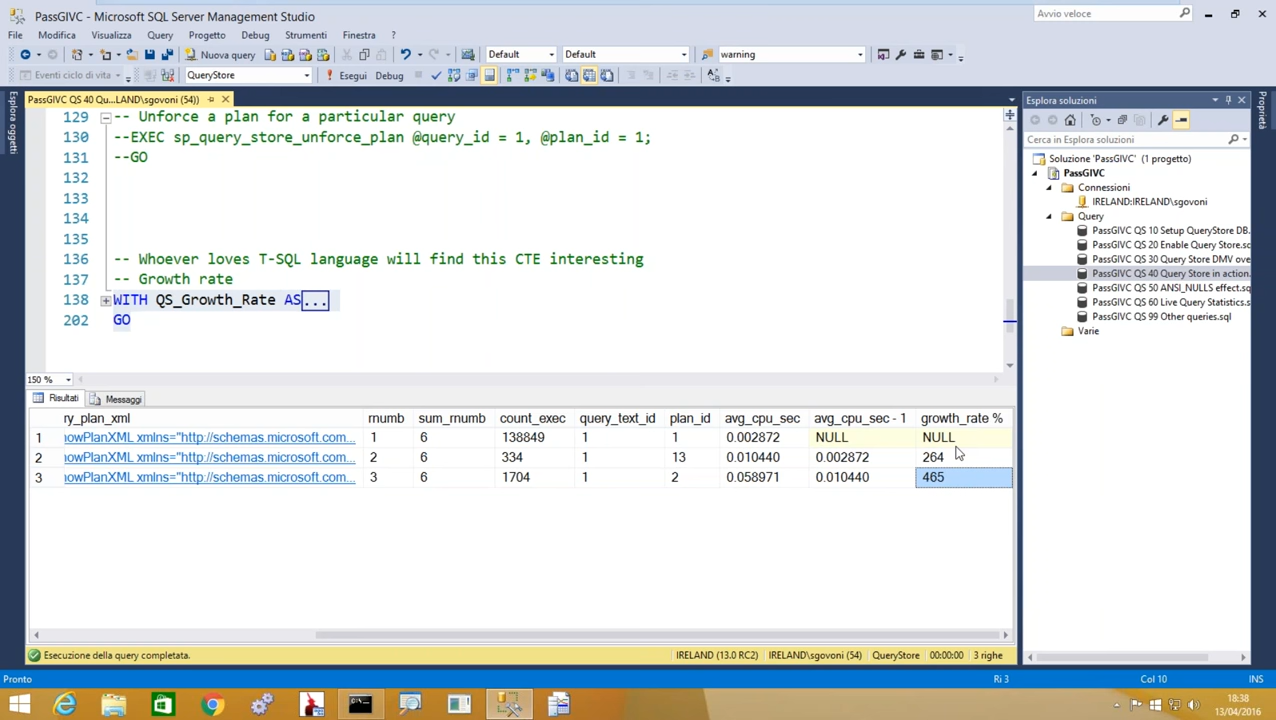 PassGIVC - Microsoft SQL Server Management Studio
Avvio veloce
File Modifica Visualizza Query Progetto Debug Strumenti Finestra ?
Nuova query Default Default warning
Eventi ciclo di vita QueryStore Esegui Debug
PassGIVC QS 40 Qu...LAND\sgovoni (54))
Esplora oggetti
129 -- Unforce a plan for a particular query
130 --EXEC sp_query_store_unforce_plan @query_id = 1, @plan_id = 1;
131 --GO
132
133
134
135
136 -- Whoever loves T-SQL language will find this CTE interesting
137 -- Growth rate
138 WITH QS_Growth_Rate AS...
202 GO
150 %
Risultati Messaggi
ry_plan_xml rnumb sum_rnumb count_exec query_text_id plan_id avg_cpu_sec avg_cpu_sec - 1 growth_rate %
1 nowPlanXML xmlns="http://schemas.microsoft.com... 1 6 138849 1 1 0.002872 NULL NULL
2 nowPlanXML xmlns="http://schemas.microsoft.com... 2 6 334 1 13 0.010440 0.002872 264
3 nowPlanXML xmlns="http://schemas.microsoft.com... 3 6 1704 1 2 0.058971 0.010440 465
Esecuzione della query completata. IRELAND (13.0 RC2) IRELAND\sgovoni (54) QueryStore 00:00:00 3 righe
Esplora soluzioni
Cerca in Esplora soluzioni
Soluzione 'PassGIVC' (1 progetto)
PassGIVC
Connessioni
IRELAND:IRELAND\sgovoni
Query
PassGIVC QS 10 Setup QueryStore DB.
PassGIVC QS 20 Enable Query Store.sq
PassGIVC QS 30 Query Store DMV ove
PassGIVC QS 40 Query Store in action.
PassGIVC QS 50 ANSI_NULLS effect.sql
PassGIVC QS 60 Live Query Statistics.sq
PassGIVC QS 99 Other queries.sql
Varie
Proprietà
Pronto Ri 3 Col 10 INS
18:38
13/04/2016